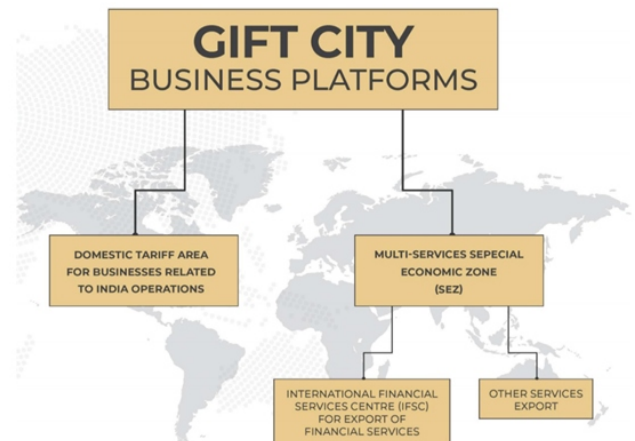 GIFT CITY
BUSINESS PLATFORMS
DOMESTIC TARIFF AREA
FOR BUSINESSES RELATED
TO INDIA OPERATIONS
MULTI-SERVICES SEPECIAL
ECONOMIC ZONE
(SEZ)
INTERNATIONAL FINANCIAL
SERVICES CENTRE (IFSC)
FOR EXPORT OF
FINANCIAL SERVICES
OTHER SERVICES
EXPORT